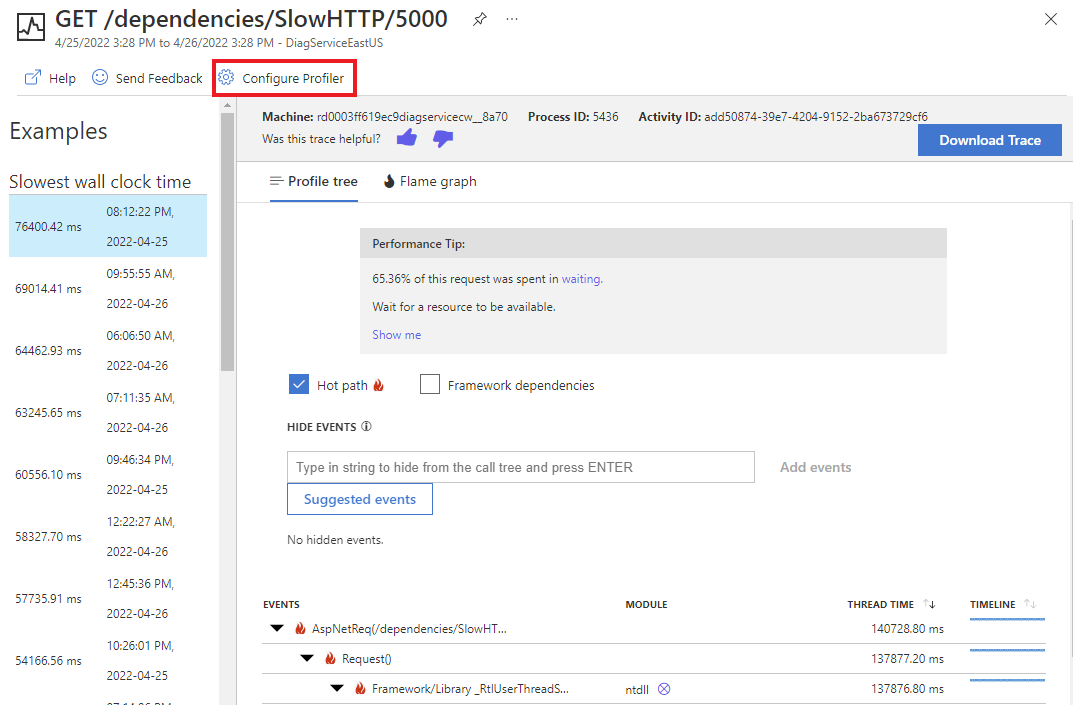 GET /dependencies/SlowHTTP/5000
4/25/2022 3:28 PM to 4/26/2022 3:28 PM - DiagServiceEastUS
Help Send Feedback Configure Profiler
Examples
Slowest wall clock time
76400.42 ms 08:12:22 PM,
2022-04-25
69014.41 ms 09:55:55 AM,
2022-04-26
64462.93 ms 06:06:50 AM,
2022-04-26
63245.65 ms 07:11:35 AM,
2022-04-26
60556.10 ms 09:46:34 PM,
2022-04-25
58327.70 ms 12:22:27 AM,
2022-04-26
57735.91 ms 12:45:36 PM,
2022-04-26
54166.56 ms 10:26:01 PM,
2022-04-25
Machine: rd0003ff619ec9diagservicecw__8a70 Process ID: 5436 Activity ID: add50874-39e7-4204-9152-2ba673729cf6
Was this trace helpful?
Download Trace
Profile tree Flame graph
Performance Tip:
65.36% of this request was spent in waiting.
Wait for a resource to be available.
Show me
Hot path Framework dependencies
HIDE EVENTS
Type in string to hide from the call tree and press ENTER Add events
Suggested events
No hidden events.
EVENTS MODULE THREAD TIME TIMELINE
AspNetReq(/dependencies/SlowHT... 140728.80 ms
Request() 137877.20 ms
Framework/Library _RtlUserThreadS... ntdll 137876.80 ms